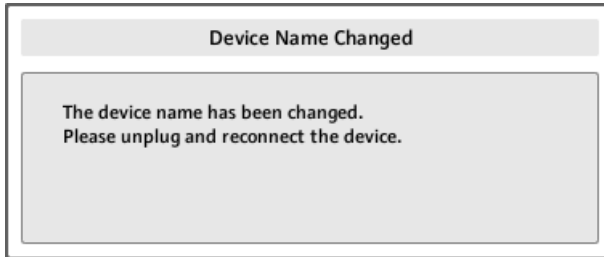 Device Name Changed
The device name has been changed.
Please unplug and reconnect the device.